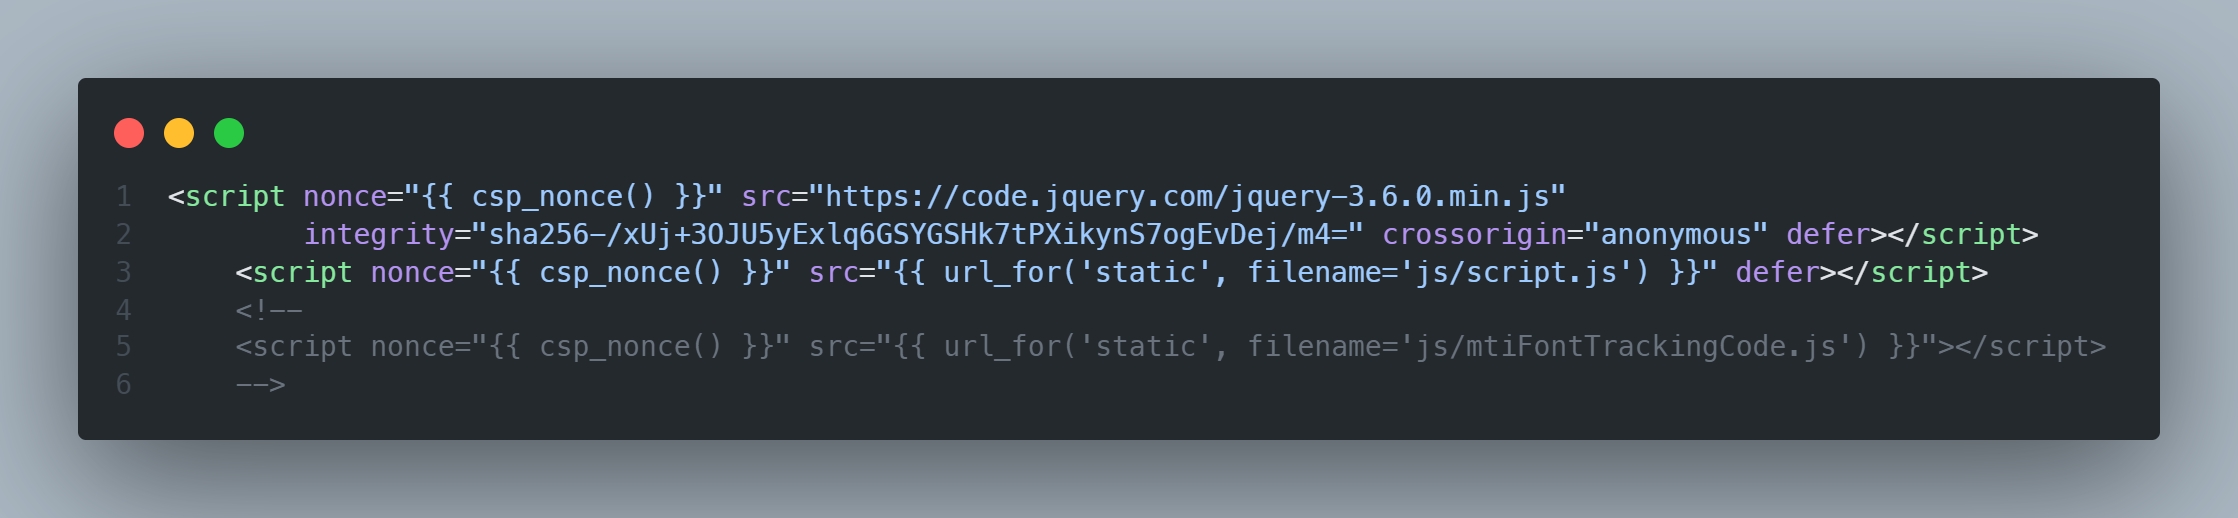 1 <script nonce="{{ csp_nonce() }}" src="https://code.jquery.com/jquery-3.6.0.min.js"
2 integrity="sha256-/xUj+3OJU5yExlq6GSYGSHk7tPXikynS7ogEvDej/m4=" crossorigin="anonymous" defer></script>
3 <script nonce="{{ csp_nonce() }}" src="{{ url_for('static', filename='js/script.js') }}" defer></script>
4 <!--
5 <script nonce="{{ csp_nonce() }}" src="{{ url_for('static', filename='js/mtiFontTrackingCode.js') }}"></script>
6 -->